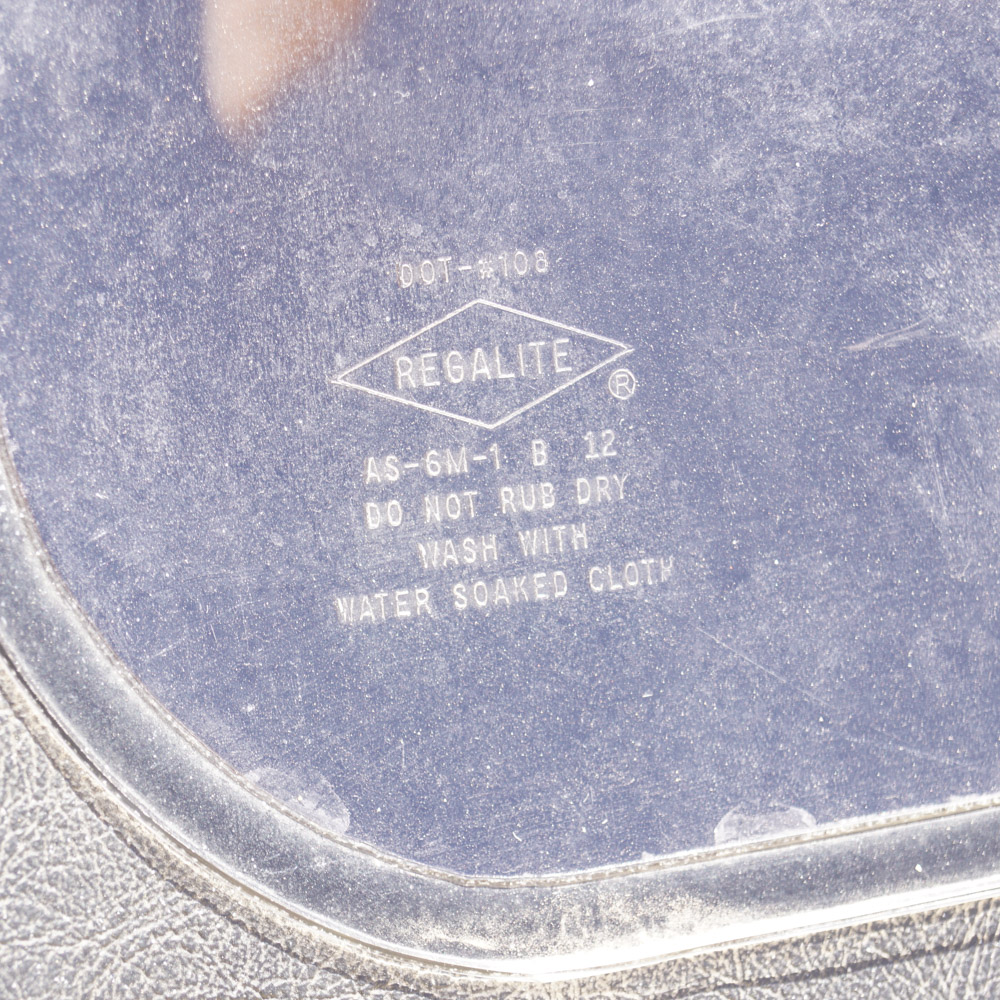 DOT-#108
REGALITE
®
AS-6M-1 B 12
DO NOT RUB DRY
WASH WITH
WATER SOAKED CLOTH